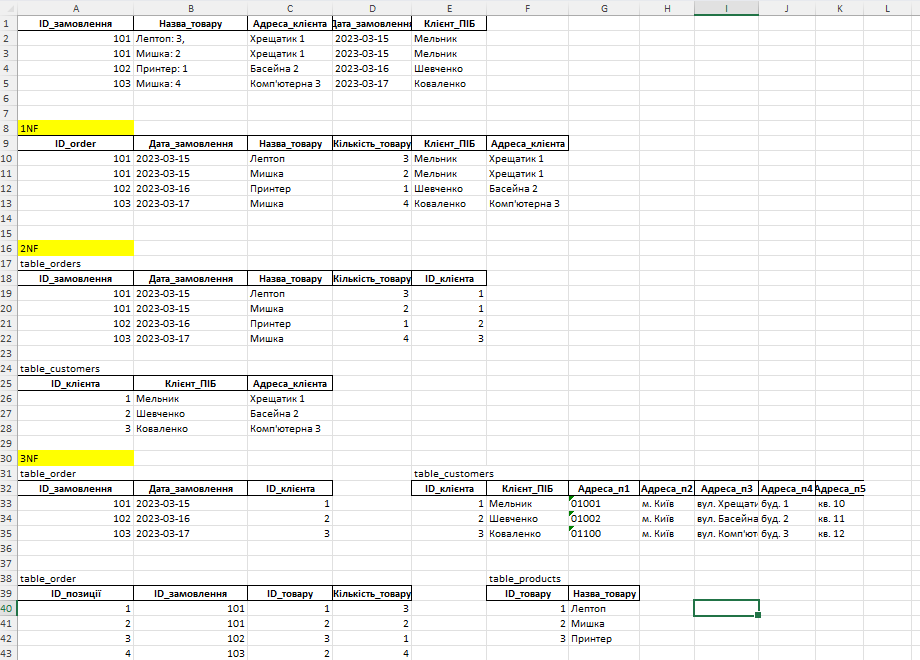 A B C D E F G H I J K L
1 ID_замовлення Назва_товару Адреса_клієнта Дата_замовлення Клієнт_ПІБ
2 101 Лептоп: 3, Хрещатик 1 2023-03-15 Мельник
3 101 Мишка: 2 Хрещатик 1 2023-03-15 Мельник
4 102 Принтер: 1 Басейна 2 2023-03-16 Шевченко
5 103 Мишка: 4 Комп'ютерна 3 2023-03-17 Коваленко
6
7
8 1NF
9 ID_order Дата_замовлення Назва_товару Кількість_товару Клієнт_ПІБ Адреса_клієнта
10 101 2023-03-15 Лептоп 3 Мельник Хрещатик 1
11 101 2023-03-15 Мишка 2 Мельник Хрещатик 1
12 102 2023-03-16 Принтер 1 Шевченко Басейна 2
13 103 2023-03-17 Мишка 4 Коваленко Комп'ютерна 3
14
15
16 2NF
17 table_orders
18 ID_замовлення Дата_замовлення Назва_товару Кількість_товару ID_клієнта
19 101 2023-03-15 Лептоп 3 1
20 101 2023-03-15 Мишка 2 1
21 102 2023-03-16 Принтер 1 2
22 103 2023-03-17 Мишка 4 3
23
24 table_customers
25 ID_клієнта Клієнт_ПІБ Адреса_клієнта
26 1 Мельник Хрещатик 1
27 2 Шевченко Басейна 2
28 3 Коваленко Комп'ютерна 3
29
30 3NF
31 table_order table_customers
32 ID_замовлення Дата_замовлення ID_клієнта ID_клієнта Клієнт_ПІБ Адреса_п1 Адреса_п2 Адреса_п3 Адреса_п4 Адреса_п5
33 101 2023-03-15 1 1 Мельник 01001 м. Київ вул. Хрещати буд. 1 кв. 10
34 102 2023-03-16 2 2 Шевченко 01002 м. Київ вул. Басейна буд. 2 кв. 11
35 103 2023-03-17 3 3 Коваленко 01100 м. Київ вул. Комп'ют буд. 3 кв. 12
36
37
38 table_order table_products
39 ID_позиції ID_замовлення ID_товару Кількість_товару ID_товару Назва_товару
40 1 101 1 3 1 Лептоп
41 2 101 2 2 2 Мишка
42 3 102 3 1 3 Принтер
43 4 103 2 4